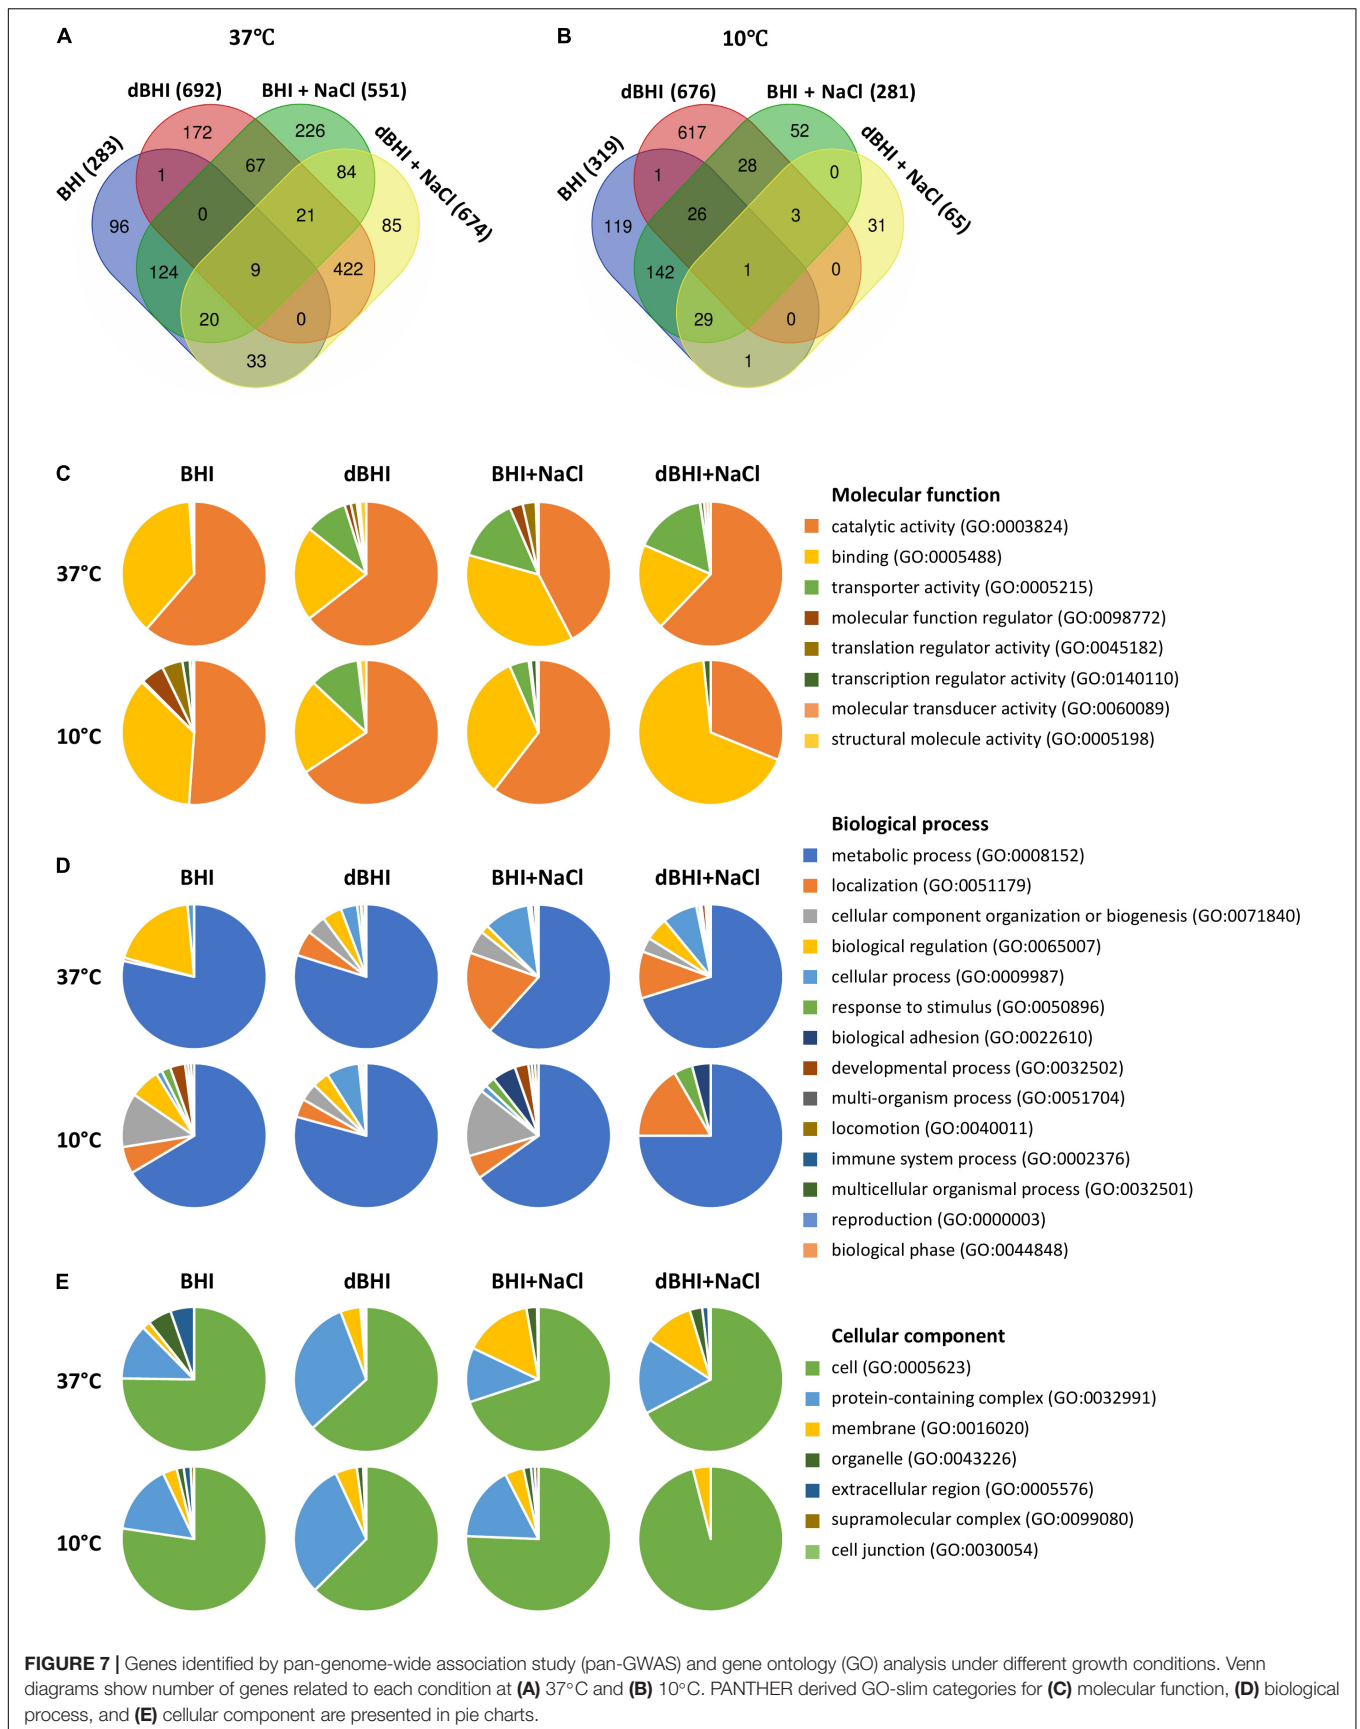 A
37℃
B
10℃
dBHI (692)
BHI + NaCl (551)
BHI (283)
dBHI + NaCl (674)
172
226
1
67
84
96
0
21
85
124
9
422
20
0
33
dBHI (676)
BHI + NaCl (281)
BHI (319)
dBHI + NaCl (65)
617
52
1
28
0
119
26
3
31
142
1
0
29
0
1
C
BHI
dBHI
BHI+NaCl
dBHI+NaCl
37°C
10°C
Molecular function
catalytic activity (GO:0003824)
binding (GO:0005488)
transporter activity (GO:0005215)
molecular function regulator (GO:0098772)
translation regulator activity (GO:0045182)
transcription regulator activity (GO:0140110)
molecular transducer activity (GO:0060089)
structural molecule activity (GO:0005198)
D
BHI
dBHI
BHI+NaCl
dBHI+NaCl
37°C
10°C
Biological process
metabolic process (GO:0008152)
localization (GO:0051179)
cellular component organization or biogenesis (GO:0071840)
biological regulation (GO:0065007)
cellular process (GO:0009987)
response to stimulus (GO:0050896)
biological adhesion (GO:0022610)
developmental process (GO:0032502)
multi-organism process (GO:0051704)
locomotion (GO:0040011)
immune system process (GO:0002376)
multicellular organismal process (GO:0032501)
reproduction (GO:0000003)
biological phase (GO:0044848)
E
BHI
dBHI
BHI+NaCl
dBHI+NaCl
37°C
10°C
Cellular component
cell (GO:0005623)
protein-containing complex (GO:0032991)
membrane (GO:0016020)
organelle (GO:0043226)
extracellular region (GO:0005576)
supramolecular complex (GO:0099080)
cell junction (GO:0030054)
FIGURE 7 | Genes identified by pan-genome-wide association study (pan-GWAS) and gene ontology (GO) analysis under different growth conditions. Venn
diagrams show number of genes related to each condition at (A) 37°C and (B) 10°C. PANTHER derived GO-slim categories for (C) molecular function, (D) biological
process, and (E) cellular component are presented in pie charts.